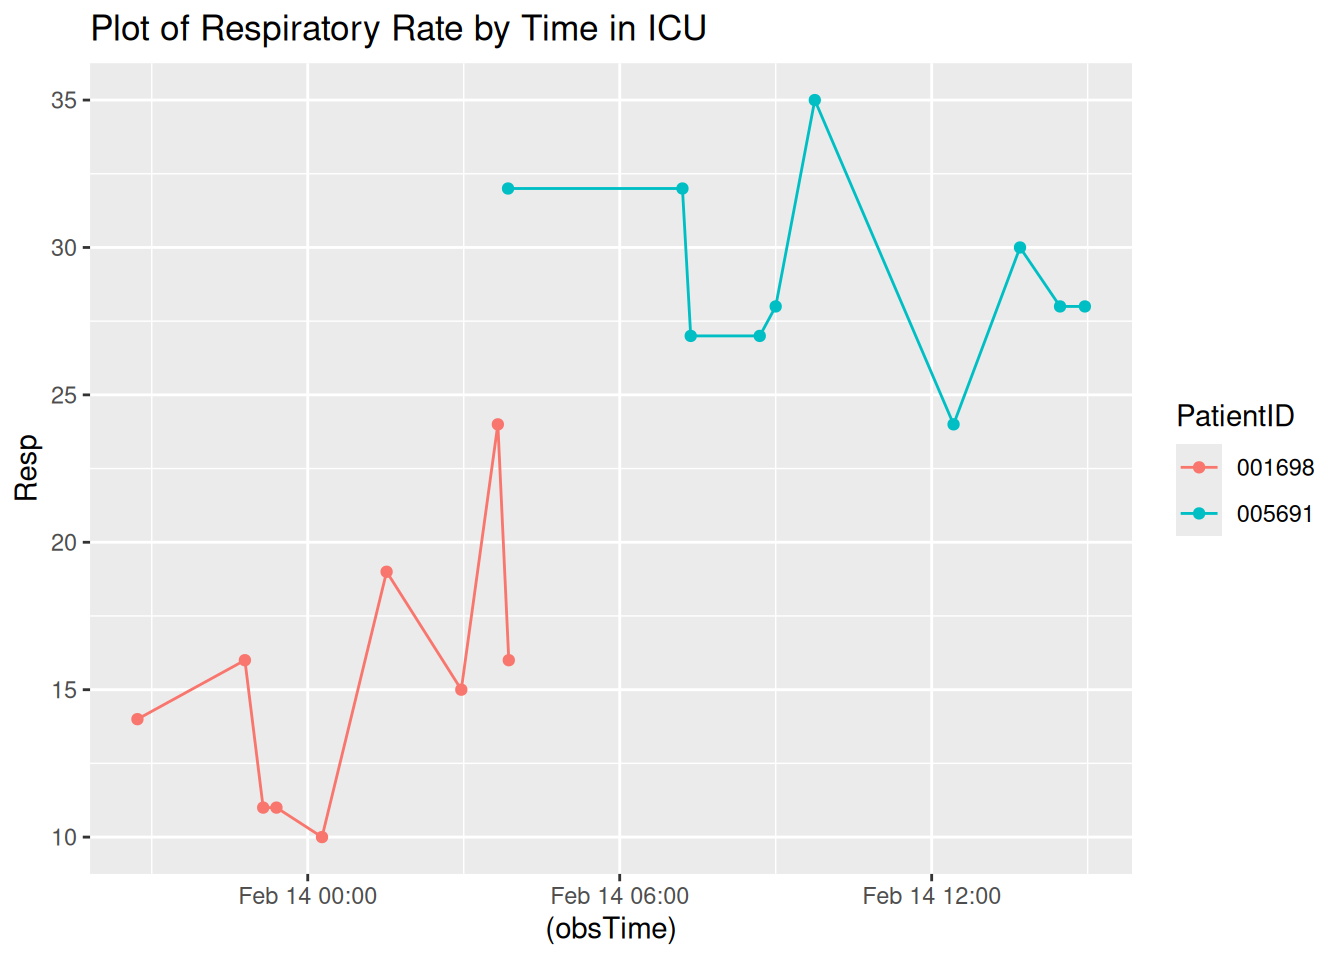 Plot of Respiratory Rate by Time in ICU
35
30
25
20
15
10
Resp
Feb 14 00:00
Feb 14 06:00
Feb 14 12:00
(obsTime)
PatientID
001698
005691